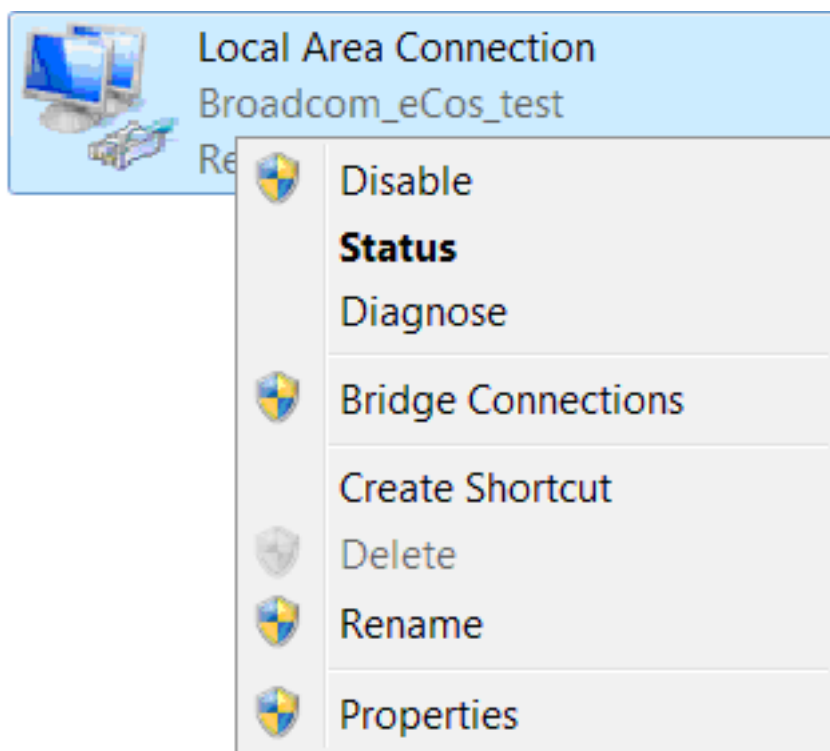 Local Area Connection
Broadcom_eCos_test
Disable
Status
Diagnose
Bridge Connections
Create Shortcut
Delete
Rename
Properties